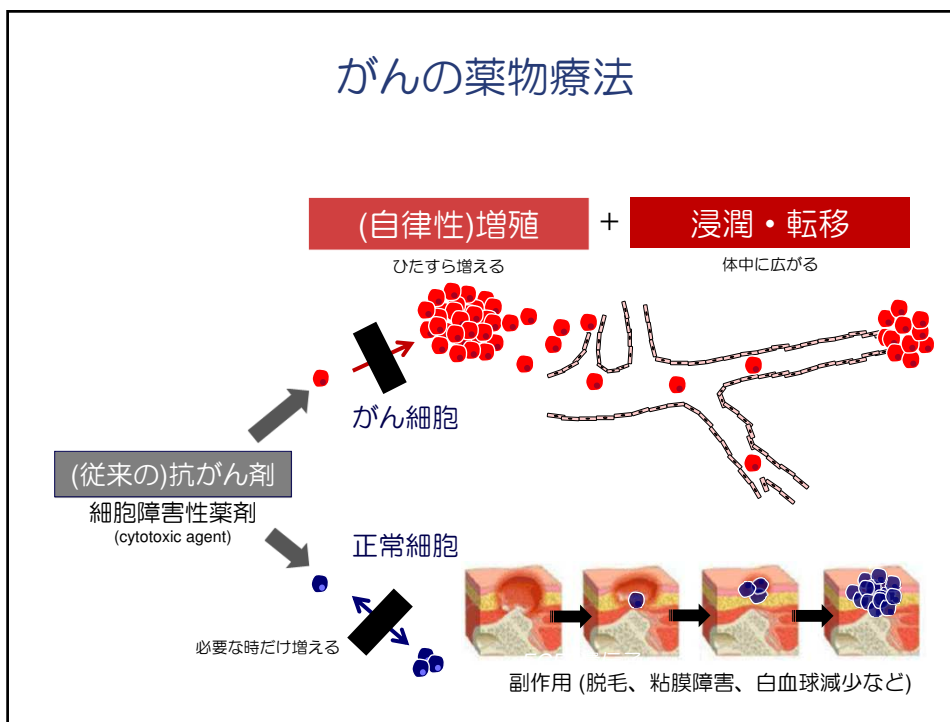 がんの薬物療法
(自律性)増殖 + 浸潤・転移
ひたすら増える
体中に広がる
がん細胞
(従来の)抗がん剤
細胞障害性薬剤
(cytotoxic agent)
正常細胞
必要な時だけ増える
副作用 (脱毛、粘膜障害、白血球減少など)